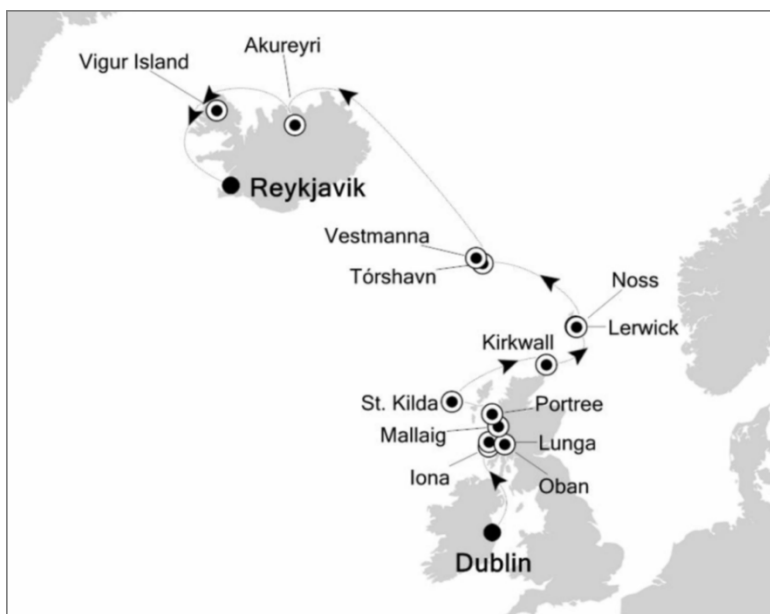 Akureyri
Vigur Island
Reykjavik
Vestmanna
Tórshavn
Noss
Lerwick
Kirkwall
St. Kilda
Portree
Mallaig
Lunga
Iona
Oban
Dublin